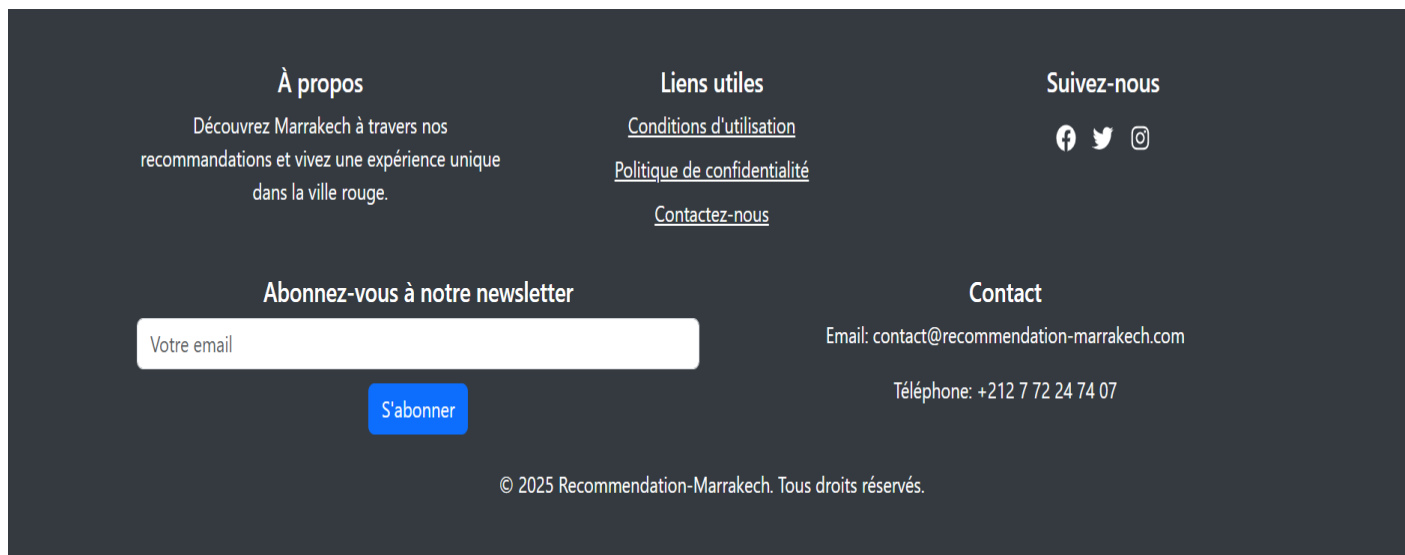 À propos
Découvrez Marrakech à travers nos
recommandations et vivez une expérience unique
dans la ville rouge.
Liens utiles
Conditions d'utilisation
Politique de confidentialité
Contactez-nous
Suivez-nous
Abonnez-vous à notre newsletter
Votre email
S'abonner
Contact
Email: contact@recommendation-marrakech.com
Téléphone: +212 7 72 24 74 07
© 2025 Recommendation-Marrakech. Tous droits réservés.